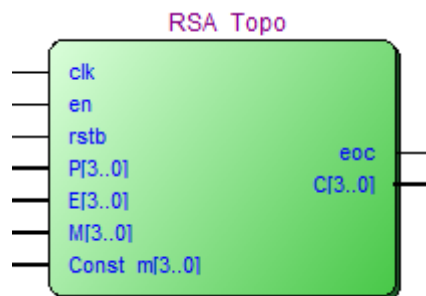 RSA Topo
clk
en
rstb
P[3..0]
E[3..0]
M[3..0]
Const m[3..0]
eoc
C[3..0]